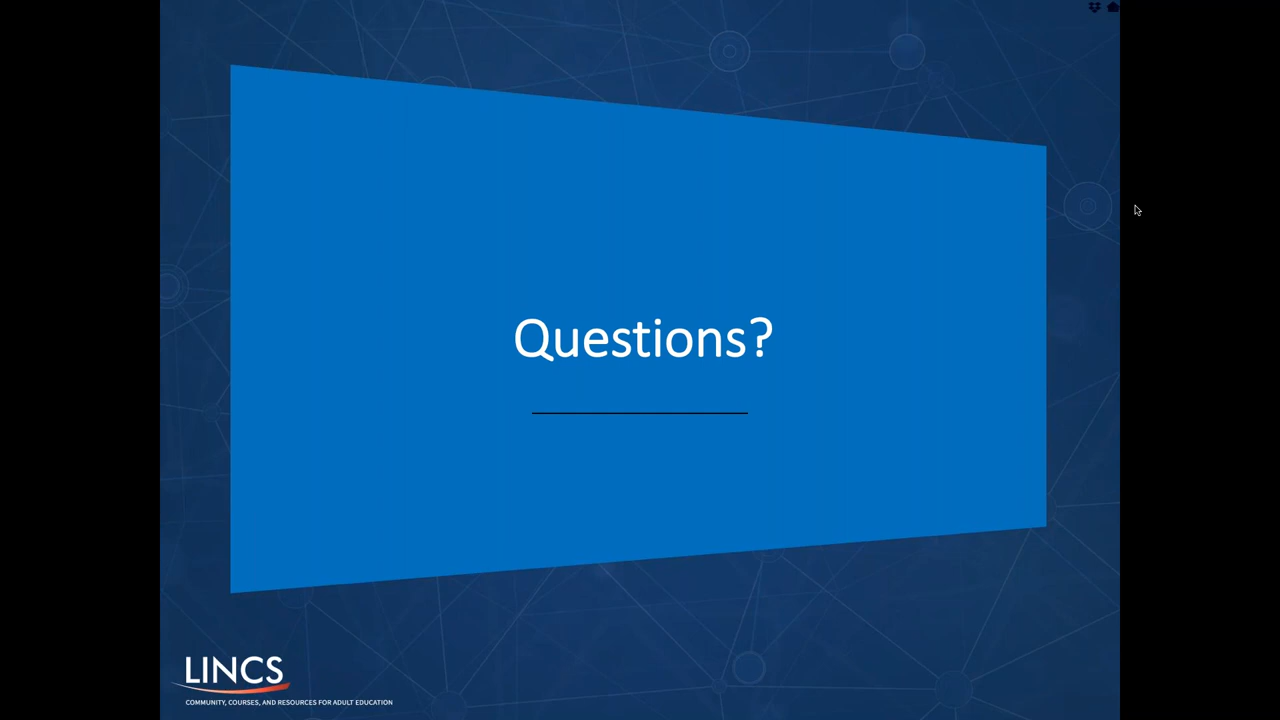 Questions?
LINCS
COMMUNITY, COURSES, AND RESOURCES FOR ADULT EDUCATION